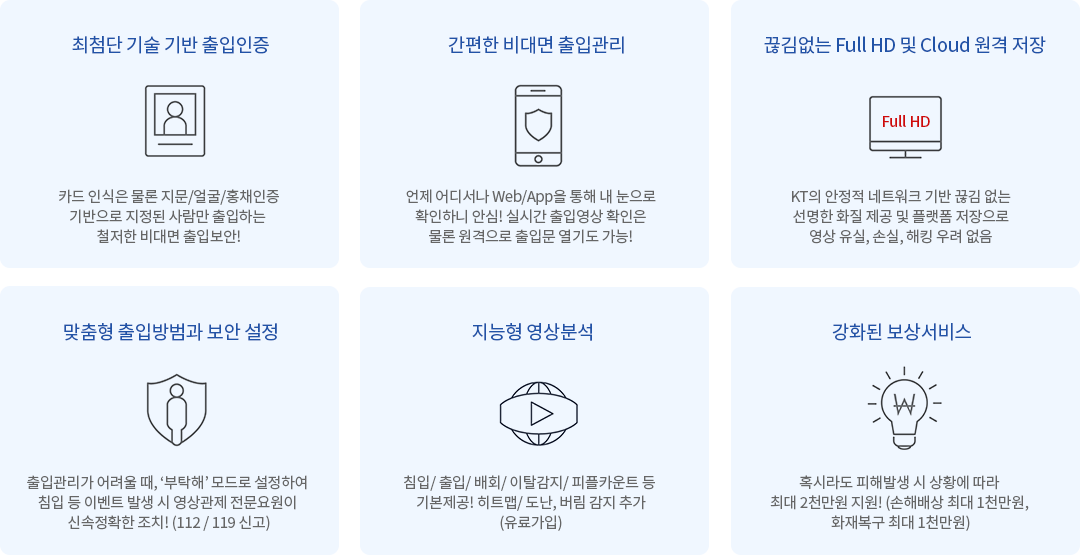 최첨단 기술 기반 출입인증
카드 인식은 물론 지문/얼굴/홍채인증
기반으로 지정된 사람만 출입하는
철저한 비대면 출입보안!
간편한 비대면 출입관리
언제 어디서나 Web/App을 통해 내 눈으로
확인하니 안심! 실시간 출입영상 확인은
물론 원격으로 출입문 열기도 가능!
끊김없는 Full HD 및 Cloud 원격 저장
Full HD
KT의 안정적 네트워크 기반 끊김 없는
선명한 화질 제공 및 플랫폼 저장으로
영상 유실, 손실, 해킹 우려 없음
맞춤형 출입방범과 보안 설정
출입관리가 어려울 때, ‘부탁해’ 모드로 설정하여
침입 등 이벤트 발생 시 영상관제 전문요원이
신속정확한 조치! (112 / 119 신고)
지능형 영상분석
침입/ 출입/ 배회/ 이탈감지/ 피플카운트 등
기본제공! 히트맵/ 도난, 버림 감지 추가
(유료가입)
강화된 보상서비스
₩
혹시라도 피해발생 시 상황에 따라
최대 2천만원 지원! (손해배상 최대 1천만원,
화재복구 최대 1천만원)